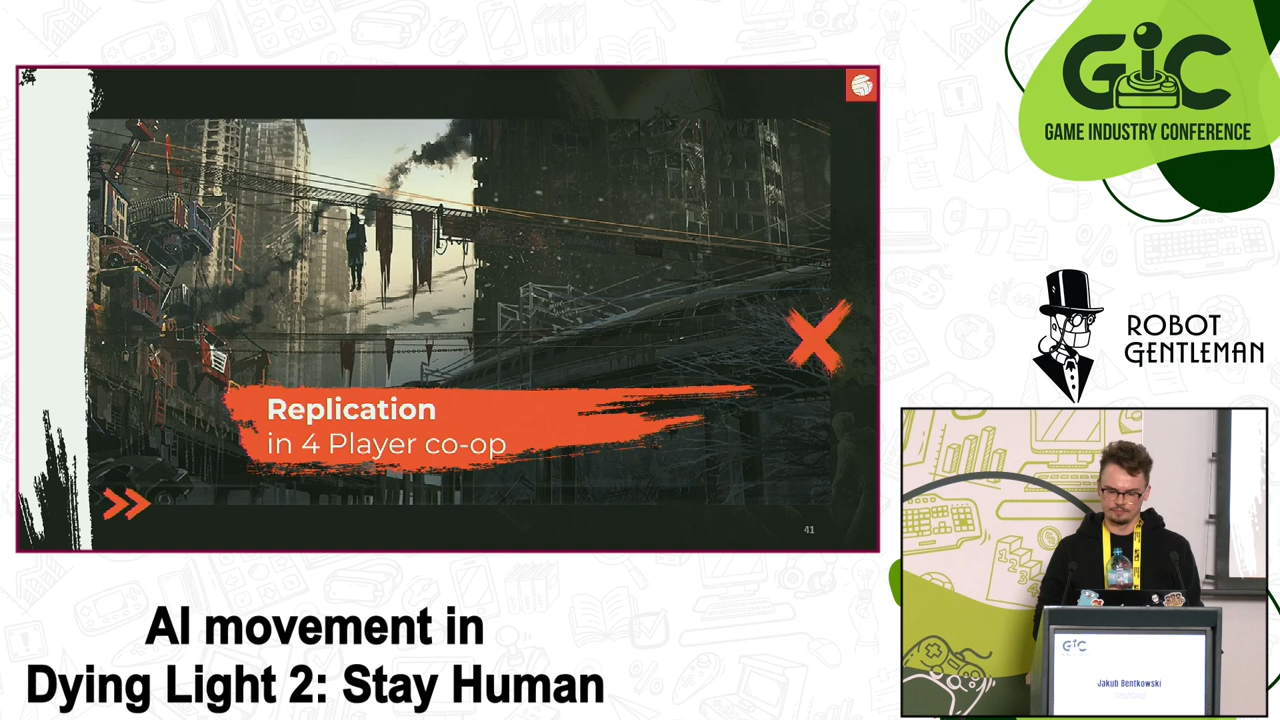 Replication
in 4 Player co-op
41
AI movement in
Dying Light 2: Stay Human
GIC
GAME INDUSTRY CONFERENCE
ROBOT
GENTLEMAN
GIC
Jakub Bentkowski